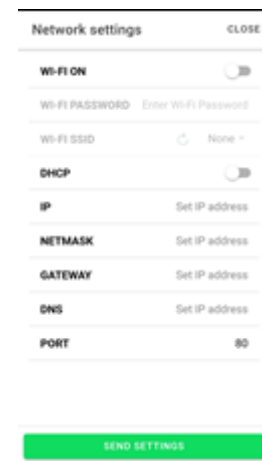 Network settings CLOSE
WI-FI ON
WI-FI PASSWORD Enter Wi-Fi Password
WI-FI SSID None
DHCP
IP Set IP address
NETMASK Set IP address
GATEWAY Set IP address
DNS Set IP address
PORT 80
SEND SETTINGS